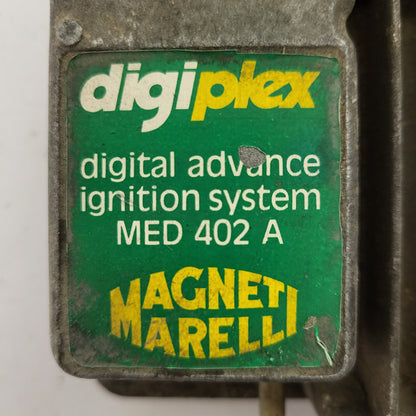 digiplex
digital advance
ignition system
MED 402 A
MAGNETI
MARELLI